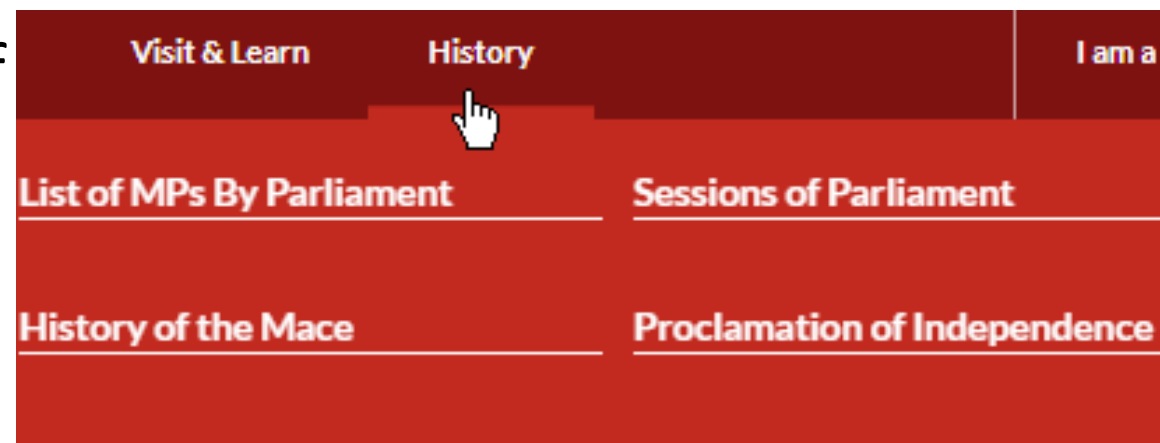 Visit & Learn History I am a
List of MPs By Parliament Sessions of Parliament
History of the Mace Proclamation of Independence